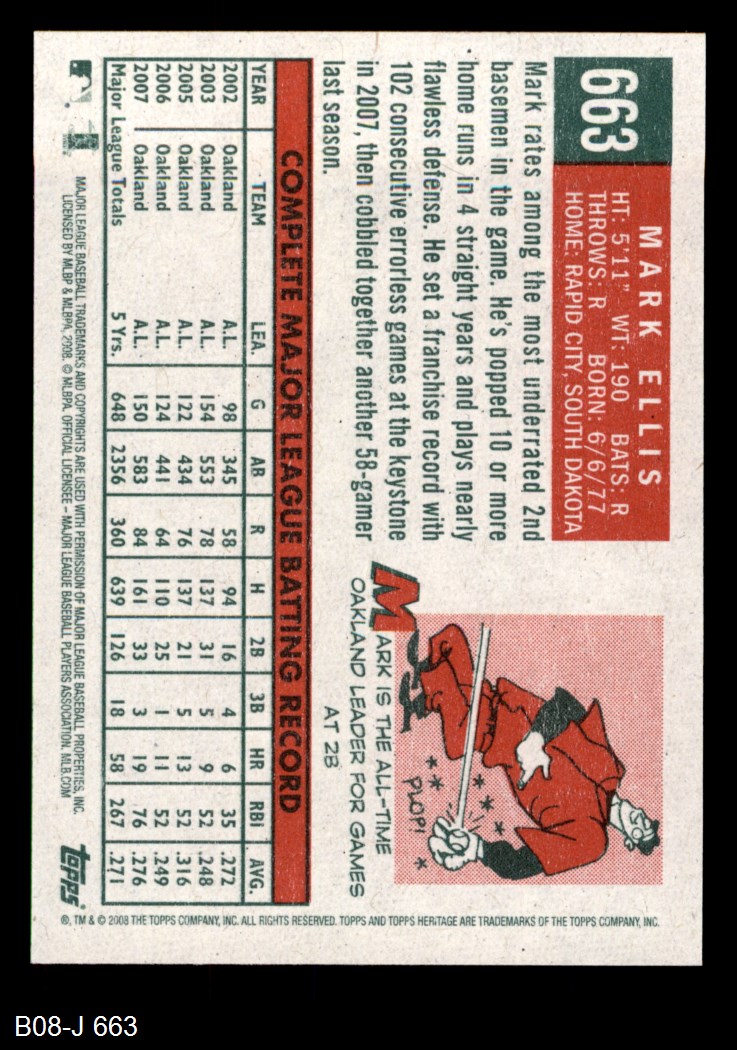 663
MARK ELLIS
HT: 5'11" WT: 190 BATS: R
THROWS: R BORN: 6/6/77
HOME: RAPID CITY, SOUTH DAKOTA
Mark rates among the most underrated 2nd
basemen in the game. He's popped 10 or more
home runs in 4 straight years and plays nearly
flawless defense. He set a franchise record with
102 consecutive errorless games at the keystone
in 2007, then cobbled together another 58-gamer
last season.
PLOP!
MARK IS THE ALL-TIME
OAKLAND LEADER FOR GAMES
AT 2B
COMPLETE MAJOR LEAGUE BATTING RECORD
YEAR TEAM LEA. G AB R H 2B 3B HR RBI AVG.
2002 Oakland A.L. 98 345 58 94 16 4 6 35 .272
2003 Oakland A.L. 154 553 78 137 31 5 9 52 .248
2005 Oakland A.L. 122 434 76 137 21 5 13 52 .316
2006 Oakland A.L. 124 441 64 110 25 1 11 52 .249
2007 Oakland A.L. 150 583 84 161 33 3 19 76 .276
Major League Totals 5 Yrs. 648 2356 360 639 126 18 58 267 .271
MAJOR LEAGUE BASEBALL TRADEMARKS AND COPYRIGHTS ARE USED WITH PERMISSION OF MAJOR LEAGUE BASEBALL PROPERTIES, INC.
LICENSED BY MLBP & MLBPA, 2008. © MLBPA. OFFICIAL LICENSEE – MAJOR LEAGUE BASEBALL PLAYERS ASSOCIATION. MLB.COM
Topps
®, TM & © 2008 THE TOPPS COMPANY, INC. ALL RIGHTS RESERVED. TOPPS AND TOPPS HERITAGE ARE TRADEMARKS OF THE TOPPS COMPANY, INC.
B08-J 663